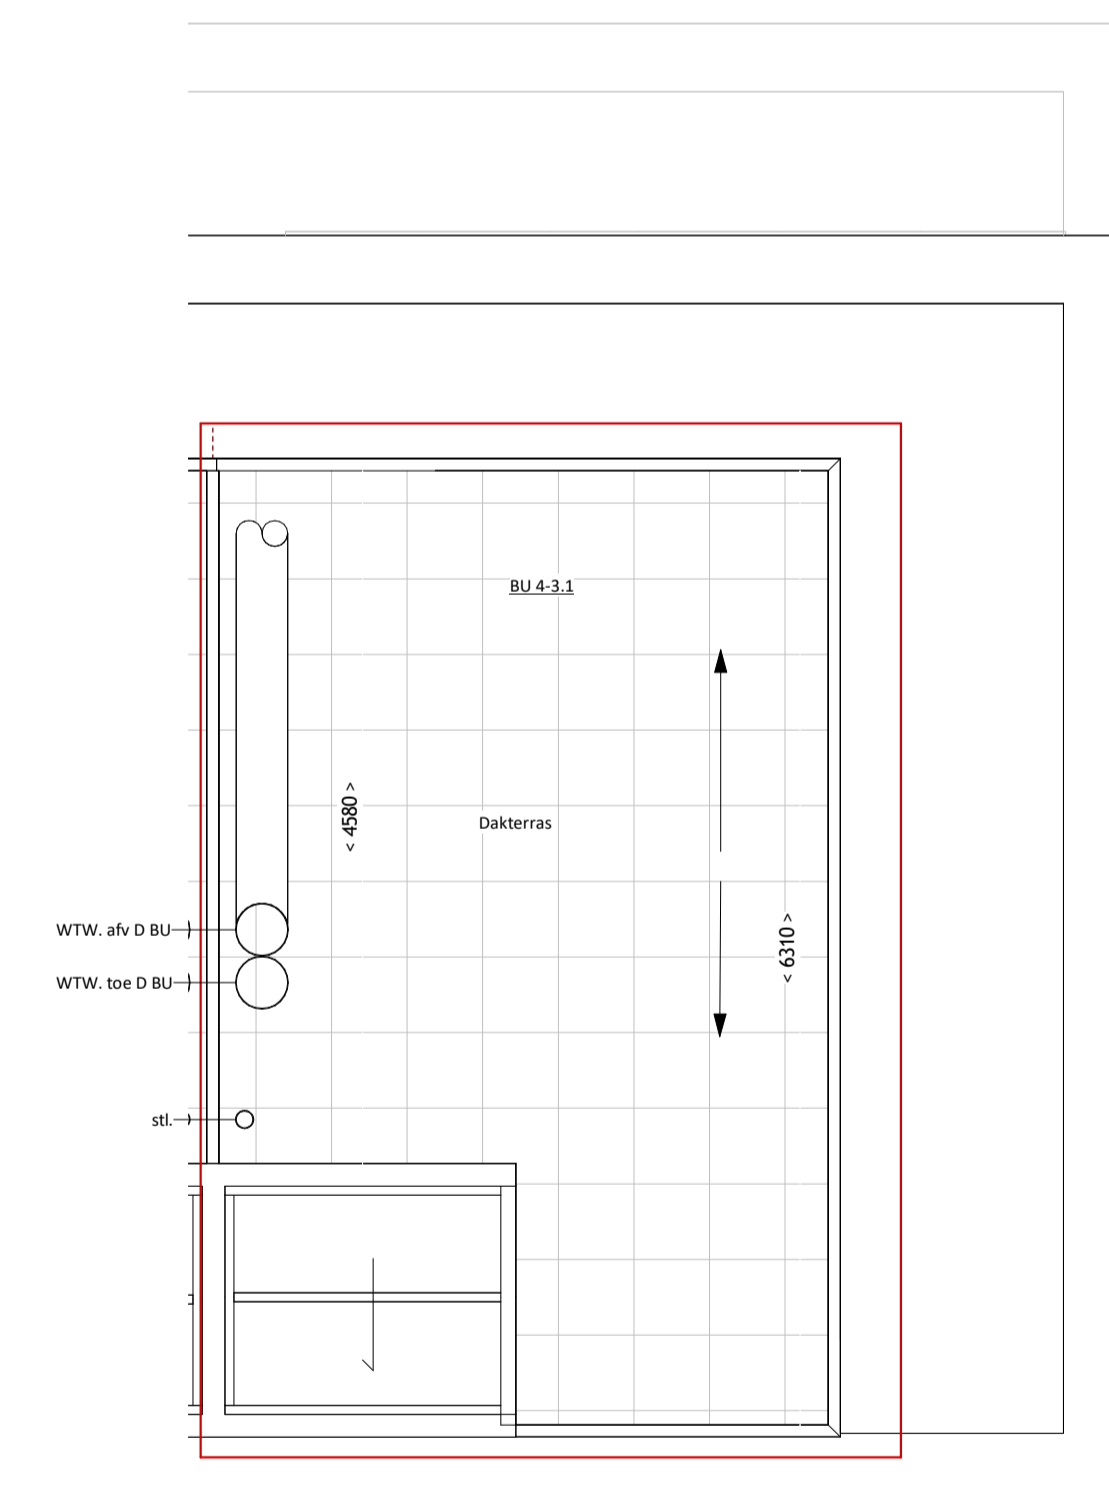 BU 4-3.1
< 4580 >
Dakterras
WTW. afv D BU
< 6310 >
WTW. toe D BU
stl.